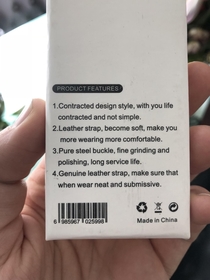 PRODUCT FEATURES
1.Contracted design style, with you life
contracted and not simple.
2.Leather strap, become soft, make you
more wearing more comfortable.
3.Pure steel buckle, fine grinding and
polishing, long service life.
4.Genuine leather strap, make sure that
when wear neat and submissive.
6 985967 025998
Made in China